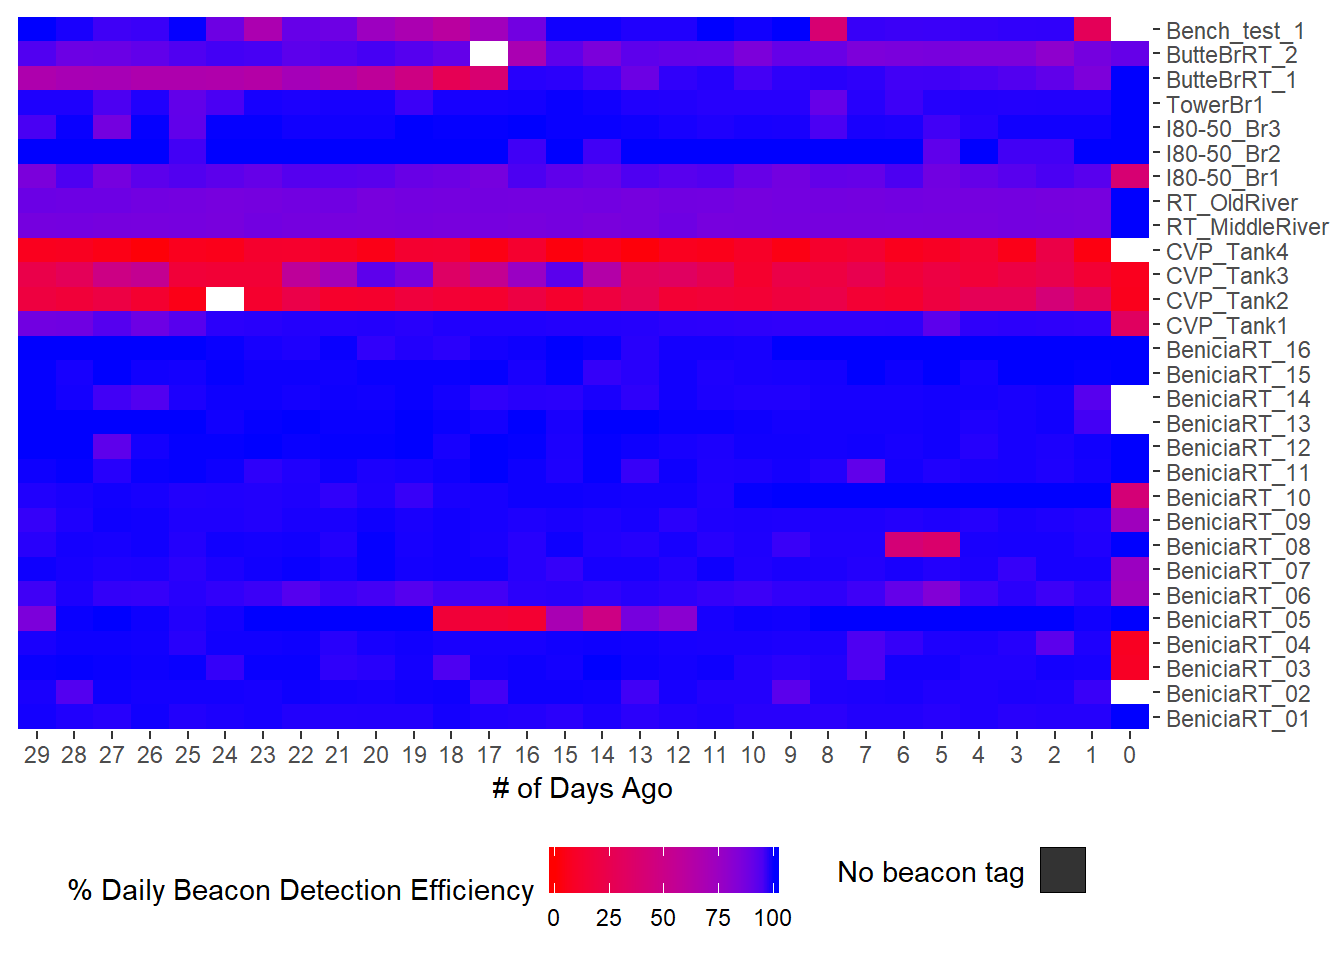 Bench_test_1
ButteBrRT_2
ButteBrRT_1
TowerBr1
I80-50_Br3
I80-50_Br2
I80-50_Br1
RT_OldRiver
RT_MiddleRiver
CVP_Tank4
CVP_Tank3
CVP_Tank2
CVP_Tank1
BeniciaRT_16
BeniciaRT_15
BeniciaRT_14
BeniciaRT_13
BeniciaRT_12
BeniciaRT_11
BeniciaRT_10
BeniciaRT_09
BeniciaRT_08
BeniciaRT_07
BeniciaRT_06
BeniciaRT_05
BeniciaRT_04
BeniciaRT_03
BeniciaRT_02
BeniciaRT_01
29 28 27 26 25 24 23 22 21 20 19 18 17 16 15 14 13 12 11 10 9 8 7 6 5 4 3 2 1 0
# of Days Ago
% Daily Beacon Detection Efficiency
0 25 50 75 100
No beacon tag